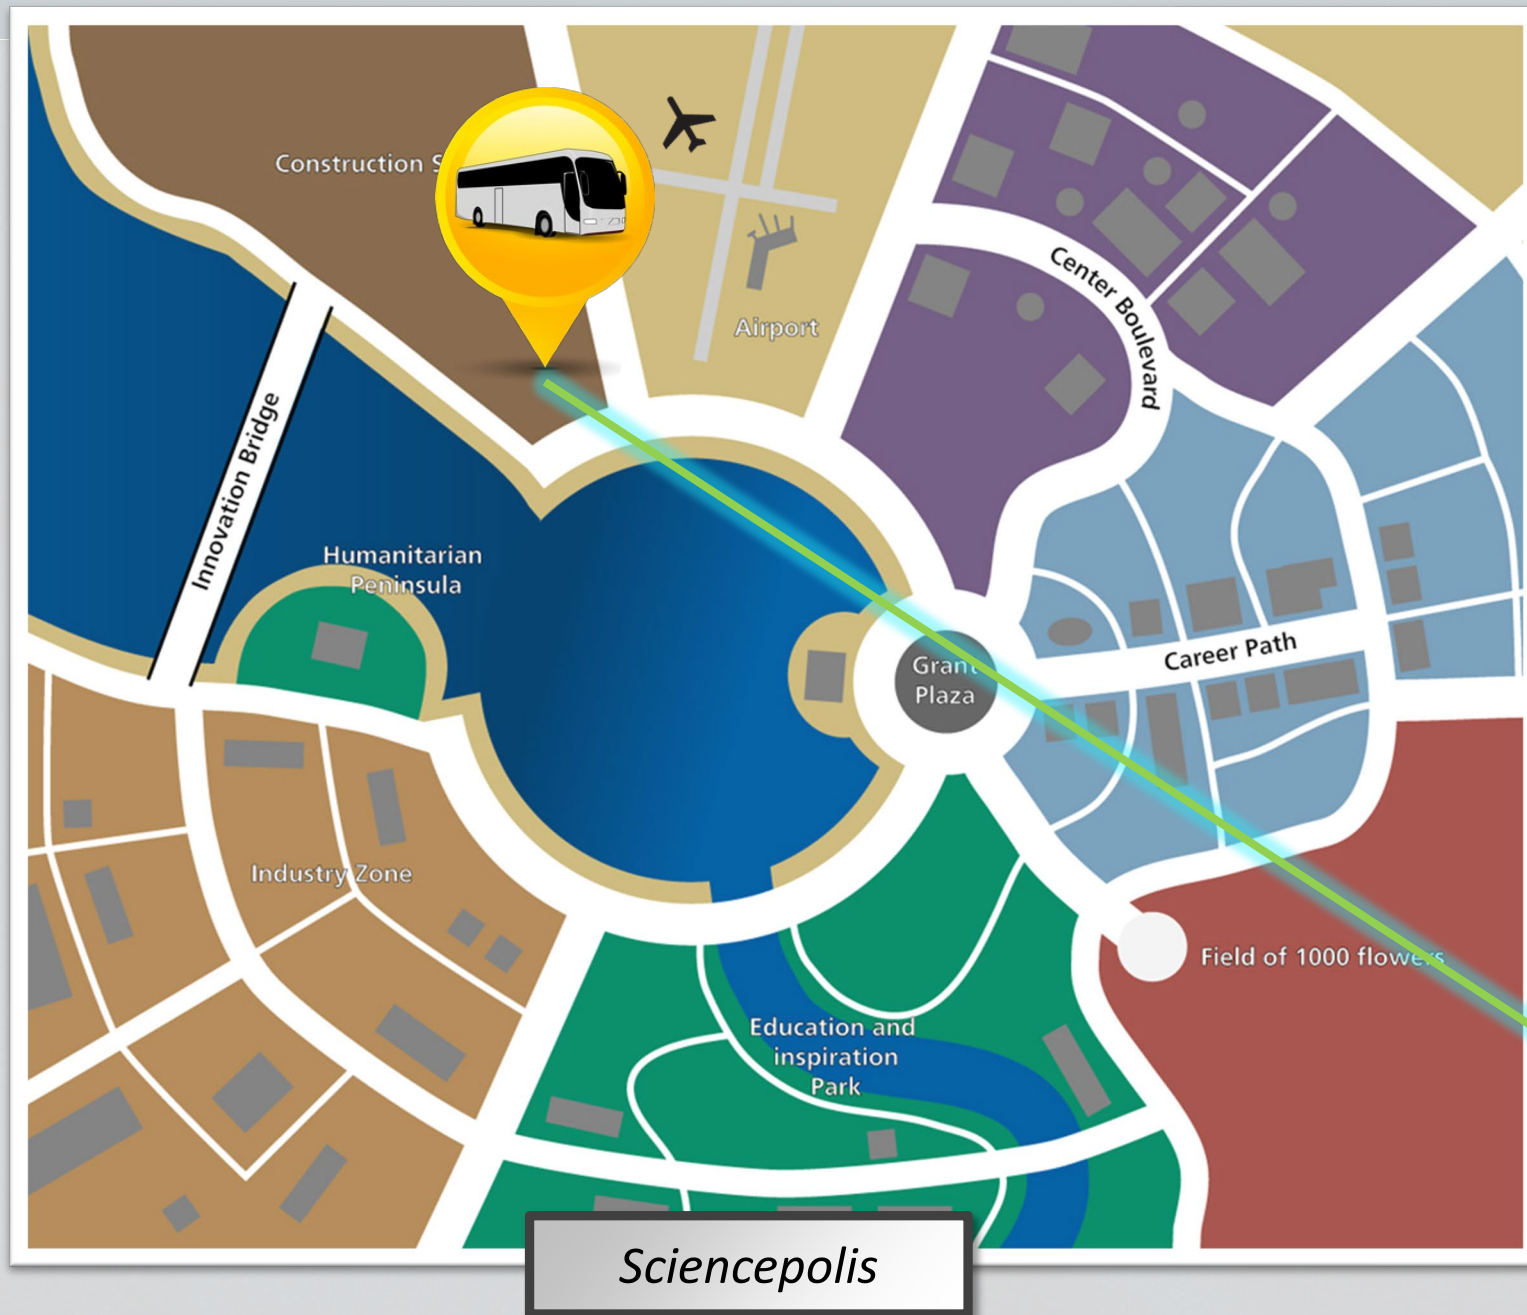 Construction
Airport
Center Boulevard
Innovation Bridge
Humanitarian
Peninsula
Grant
Plaza
Career Path
Industry Zone
Field of 1000 flowers
Education and
inspiration
Park
Sciencepolis